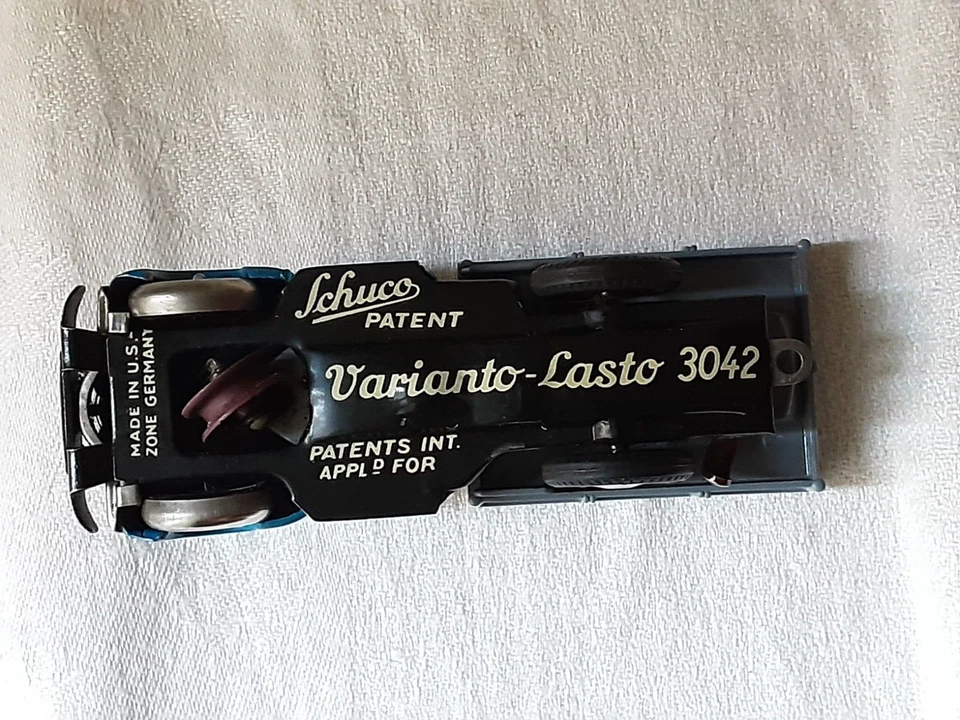 Schuco
PATENT
Varianto-Lasto 3042
PATENTS INT.
APPLD FOR
MADE IN U.S.-
ZONE GERMANY